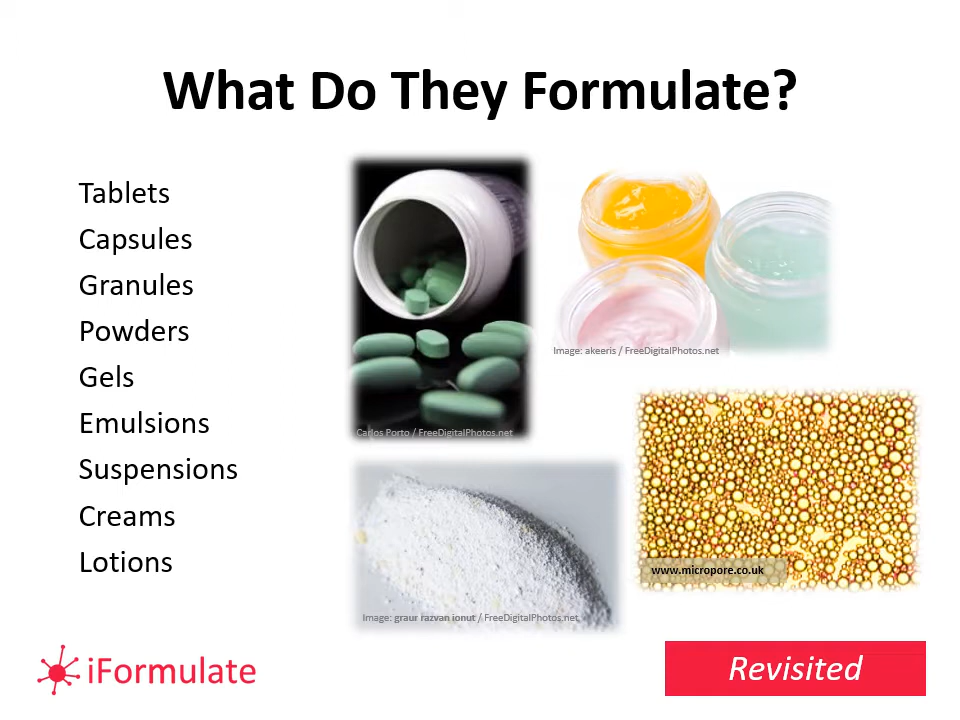 What Do They Formulate?
Tablets
Capsules
Granules
Powders
Gels
Emulsions
Suspensions
Creams
Lotions
Carlos Porto / FreeDigitalPhotos.net
Image: akeeris / FreeDigitalPhotos.net
www.micropore.co.uk
Image: graur razvan ionut / FreeDigitalPhotos.net
iFormulate
Revisited